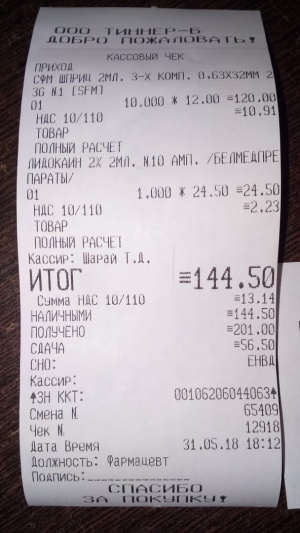 ООО ТИННЕР-Б
ДОБРО ПОЖАЛОВАТЬ!
КАССОВЫЙ ЧЕК
ПРИХОД
СФМ ШПРИЦ 2МЛ. 3-Х КОМП. 0.63Х32ММ 2
3G N1 [SFM]
01 10.000 * 12.00 =120.00
НДС 10/110 =10.91
ТОВАР
ПОЛНЫЙ РАСЧЕТ
ЛИДОКАИН 2% 2МЛ. N10 АМП. /БЕЛМЕДПРЕ
ПАРАТЫ/
01 1.000 * 24.50 =24.50
НДС 10/110 =2.23
ТОВАР
ПОЛНЫЙ РАСЧЕТ
Кассир: Шарай Т.Д.
ИТОГ =144.50
Сумма НДС 10/110 =13.14
НАЛИЧНЫМИ =144.50
ПОЛУЧЕНО =201.00
СДАЧА =56.50
СНО: ЕНВД
Кассир:
↑ЗН ККТ: 00106206044063↑
Смена № 65409
Чек № 12918
Дата Время 31.05.18 18:12
Должность: Фармацевт
Подпись:_______________
СПАСИБО
ЗА ПОКУПКУ!